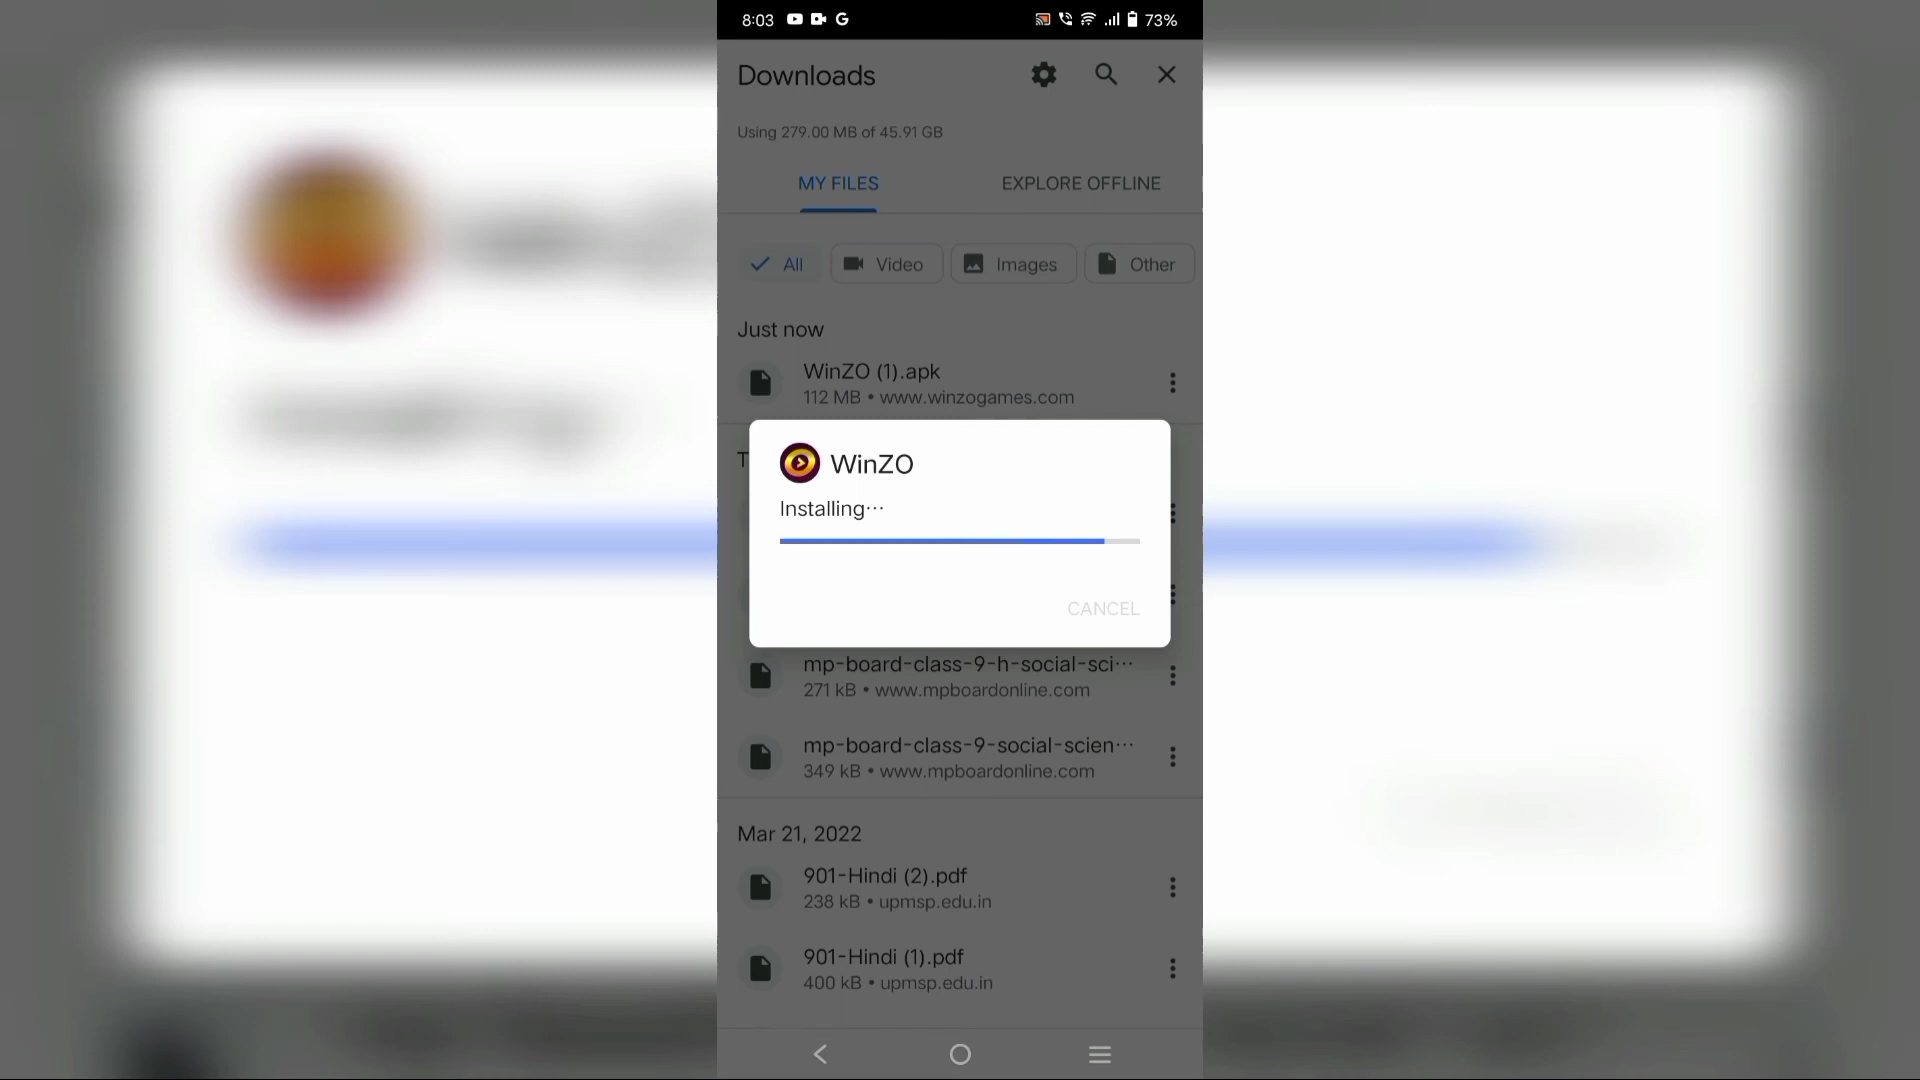 8:03 73%
Downloads
Using 279.00 MB of 45.91 GB
MY FILES EXPLORE OFFLINE
All Video Images Other
Just now
WinZO (1).apk
112 MB • www.winzogames.com
T
WinZO
Installing···
CANCEL
mp-board-class-9-h-social-sci···
271 kB • www.mpboardonline.com
mp-board-class-9-social-scien···
349 kB • www.mpboardonline.com
Mar 21, 2022
901-Hindi (2).pdf
238 kB • upmsp.edu.in
901-Hindi (1).pdf
400 kB • upmsp.edu.in